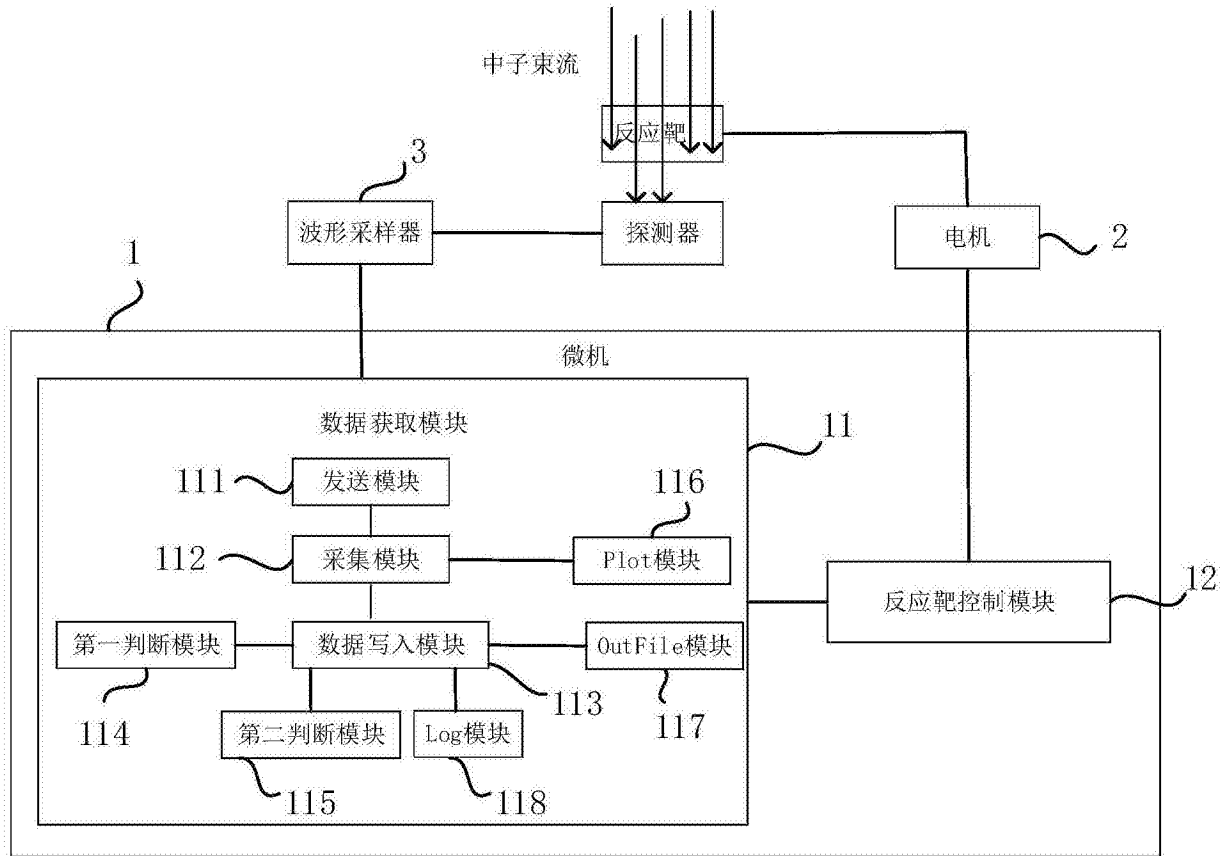 中子束流
反应靶
3
波形采样器
探测器
电机
2
1
微机
数据获取模块
11
111
发送模块
116
112
采集模块
Plot模块
反应靶控制模块
12
第一判断模块
数据写入模块
OutFile模块
114
113
117
第二判断模块
Log模块
115
118